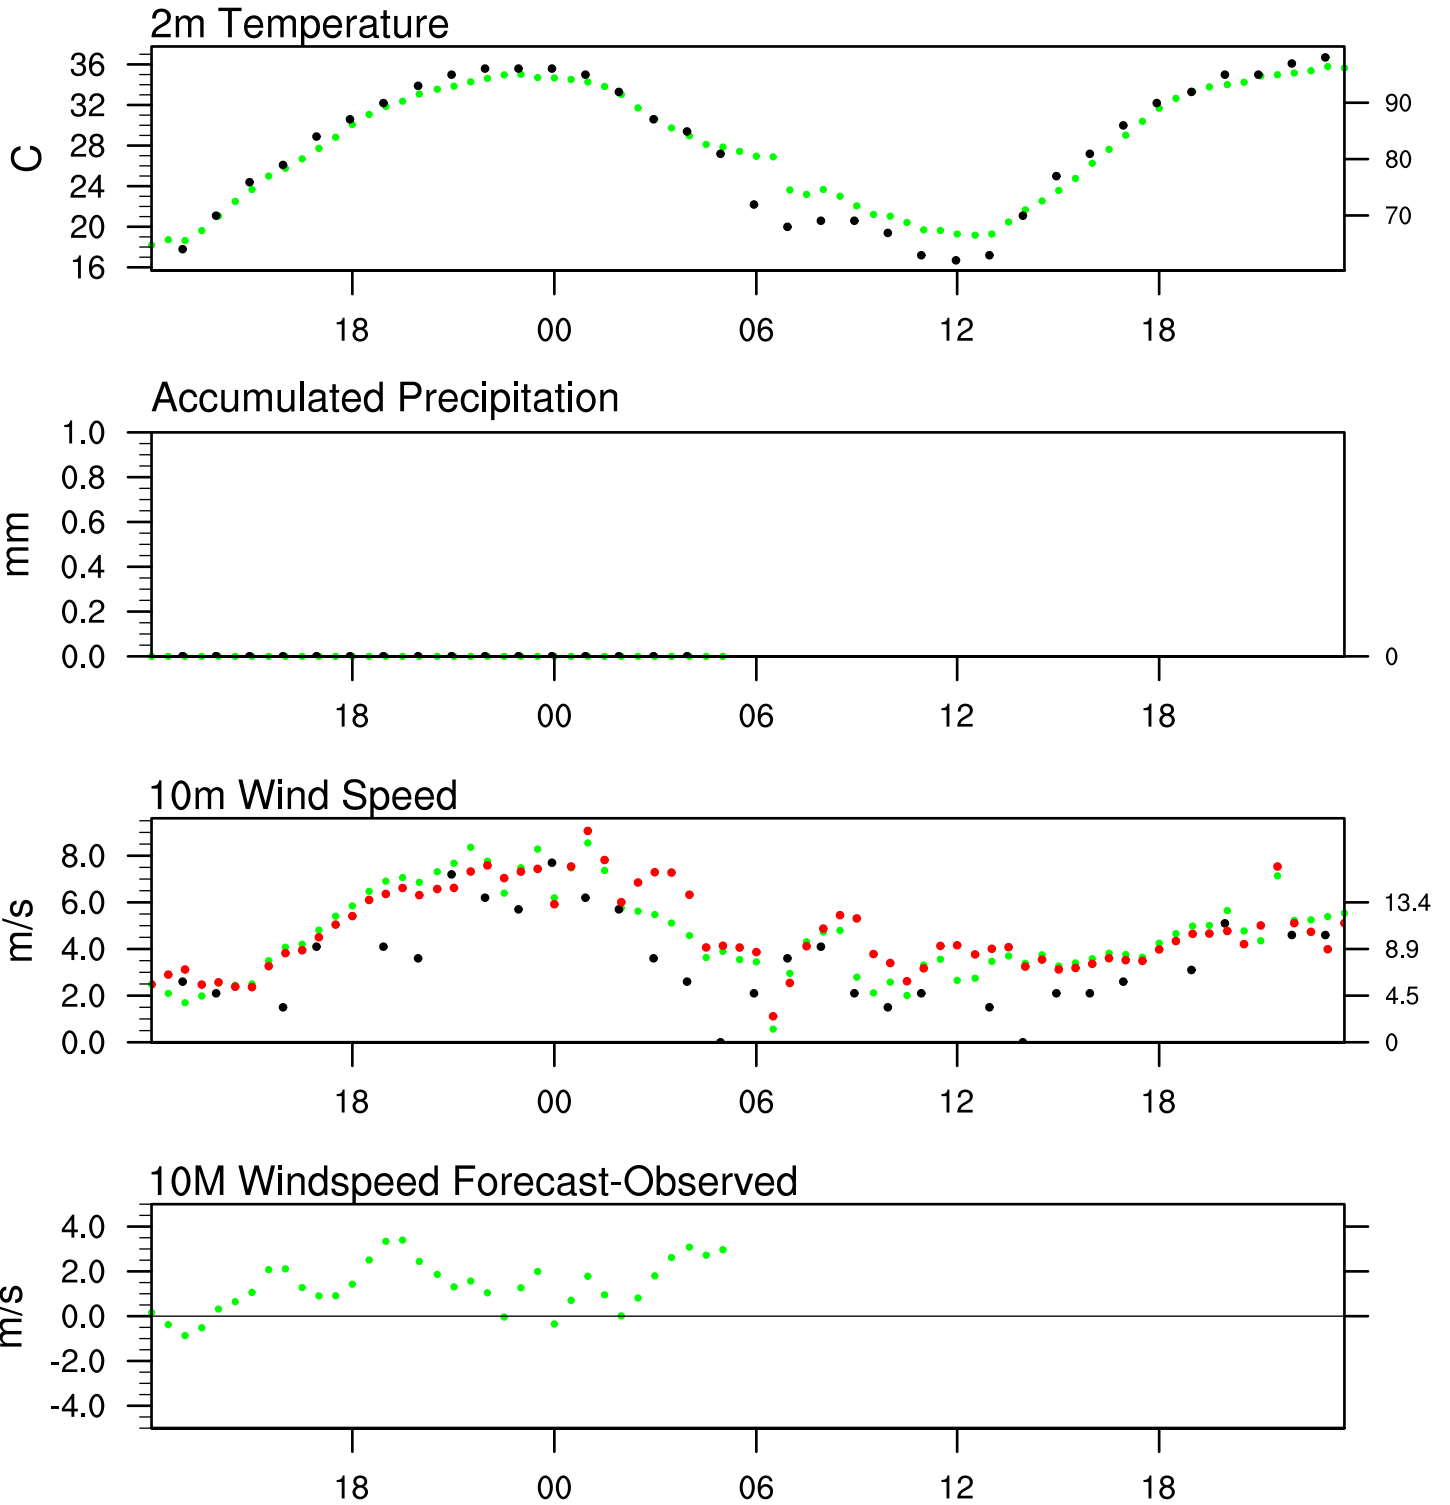 2m Temperature
36
32
28
24
20
16
C
90
80
70
18 00 06 12 18
Accumulated Precipitation
1.0
0.8
0.6
0.4
0.2
0.0
mm
0
18 00 06 12 18
10m Wind Speed
8.0
6.0
4.0
2.0
0.0
m/s
13.4
8.9
4.5
0
18 00 06 12 18
10M Windspeed Forecast-Observed
4.0
2.0
0.0
-2.0
-4.0
m/s
18 00 06 12 18